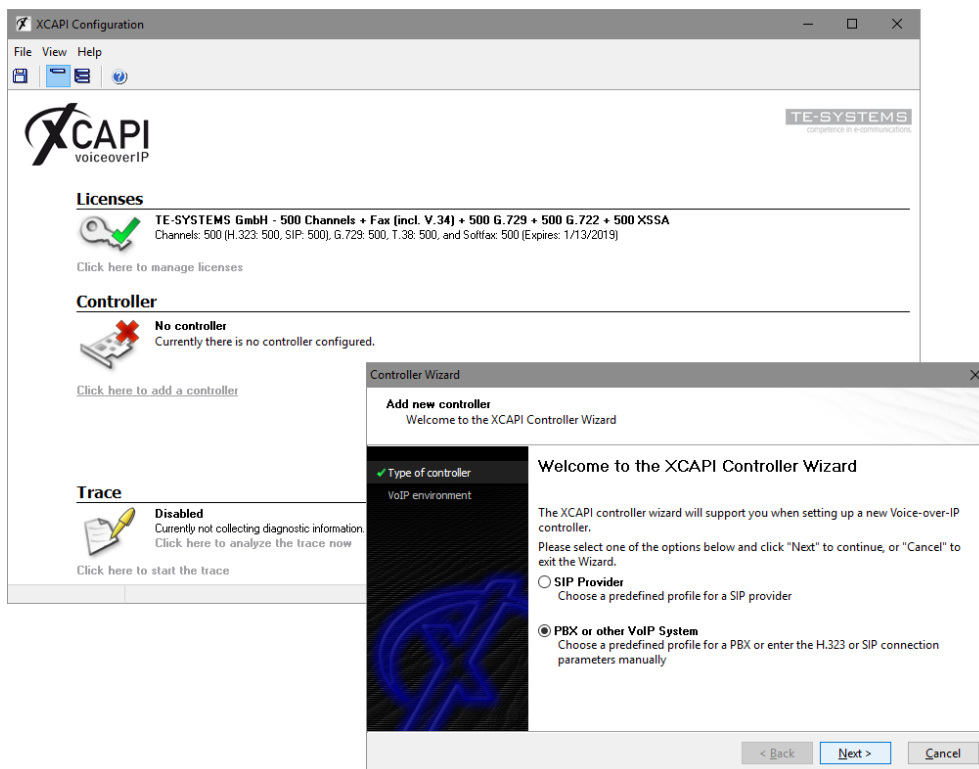 XCAPI Configuration
File View Help
XCAPI
voiceoverIP
TE-SYSTEMS
competence in e-communications.
Licenses
TE-SYSTEMS GmbH - 500 Channels + Fax (incl. V.34) + 500 G.729 + 500 G.722 + 500 XSSA
Channels: 500 (H.323: 500, SIP: 500), G.729: 500, T.38: 500, and Softfax: 500 (Expires: 1/13/2019)
Click here to manage licenses
Controller
No controller
Currently there is no controller configured.
Click here to add a controller
Trace
Disabled
Currently not collecting diagnostic information.
Click here to analyze the trace now
Click here to start the trace
Controller Wizard
Add new controller
Welcome to the XCAPI Controller Wizard
Type of controller
VoIP environment
Welcome to the XCAPI Controller Wizard
The XCAPI controller wizard will support you when setting up a new Voice-over-IP
controller.
Please select one of the options below and click "Next" to continue, or "Cancel" to
exit the Wizard.
SIP Provider
Choose a predefined profile for a SIP provider
PBX or other VoIP System
Choose a predefined profile for a PBX or enter the H.323 or SIP connection
parameters manually
< Back Next > Cancel